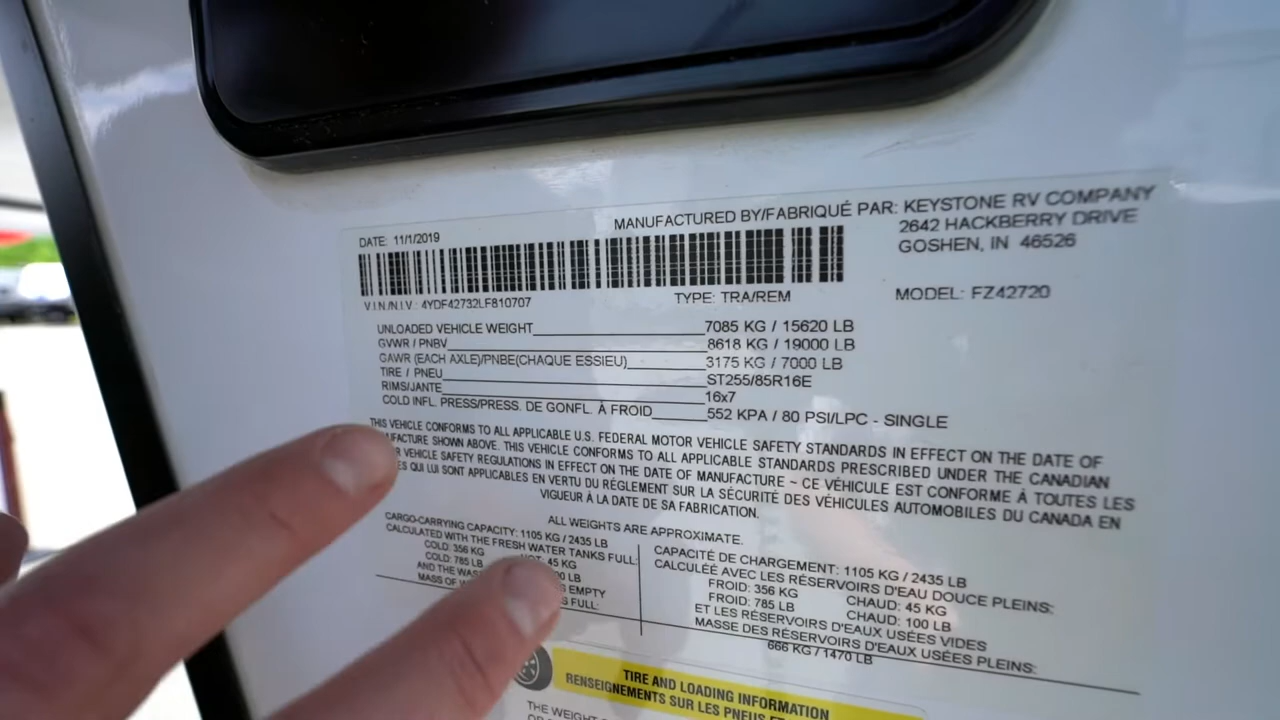 MANUFACTURED BY/FABRIQUÉ PAR: KEYSTONE RV COMPANY
2642 HACKBERRY DRIVE
GOSHEN, IN 46526
DATE: 11/1/2019
V I N /N I V : 4YDF42732LF810707
TYPE: TRA/REM
MODEL: FZ42720
UNLOADED VEHICLE WEIGHT 7085 KG / 15620 LB
GVWR / PNBV 8618 KG / 19000 LB
GAWR (EACH AXLE)/PNBE(CHAQUE ESSIEU) 3175 KG / 7000 LB
TIRE / PNEU ST255/85R16E
RIMS/JANTE 16x7
COLD INFL. PRESS/PRESS. DE GONFL. À FROID 552 KPA / 80 PSI/LPC - SINGLE
THIS VEHICLE CONFORMS TO ALL APPLICABLE U.S. FEDERAL MOTOR VEHICLE SAFETY STANDARDS IN EFFECT ON THE DATE OF
SHOWN ABOVE. THIS VEHICLE CONFORMS TO ALL APPLICABLE STANDARDS PRESCRIBED UNDER THE CANADIAN
VEHICLE SAFETY REGULATIONS IN EFFECT ON THE DATE OF MANUFACTURE ~ CE VÉHICULE EST CONFORME À TOUTES LES
QUI LUI SONT APPLICABLES EN VERTU DU RÉGLEMENT SUR LA SÉCURITÉ DES VÉHICULES AUTOMOBILES DU CANADA EN
VIGUEUR À LA DATE DE SA FABRICATION.
ALL WEIGHTS ARE APPROXIMATE.
CARGO-CARRYING CAPACITY: 1105 KG / 2435 LB
CALCULATED WITH THE FRESH WATER TANKS FULL:
COLD: 356 KG 45 KG
COLD: 785 LB LB
AND THE EMPTY
MASS OF FULL:
CAPACITÉ DE CHARGEMENT: 1105 KG / 2435 LB
CALCULÉE AVEC LES RÉSERVOIRS D'EAU DOUCE PLEINS:
FROID: 356 KG CHAUD: 45 KG
FROID: 785 LB CHAUD: 100 LB
ET LES RÉSERVOIRS D'EAUX USÉES VIDES
MASSE DES RÉSERVOIRS D'EAUX USÉES PLEINS:
666 KG / 1470 LB
TIRE AND LOADING INFORMATION
RENSEIGNEMENTS SUR LES PNEUS ET
THE WEIGHT